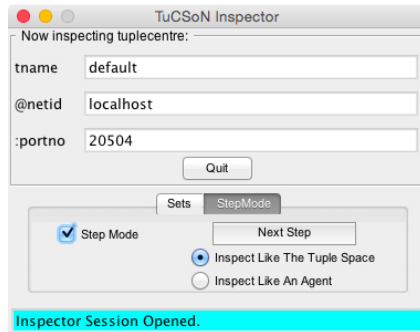 TuCSoN Inspector
Now inspecting tuplecentre:
tname default
@netid localhost
:portno 20504
Quit
Sets StepMode
Step Mode Next Step
Inspect Like The Tuple Space
Inspect Like An Agent
Inspector Session Opened.